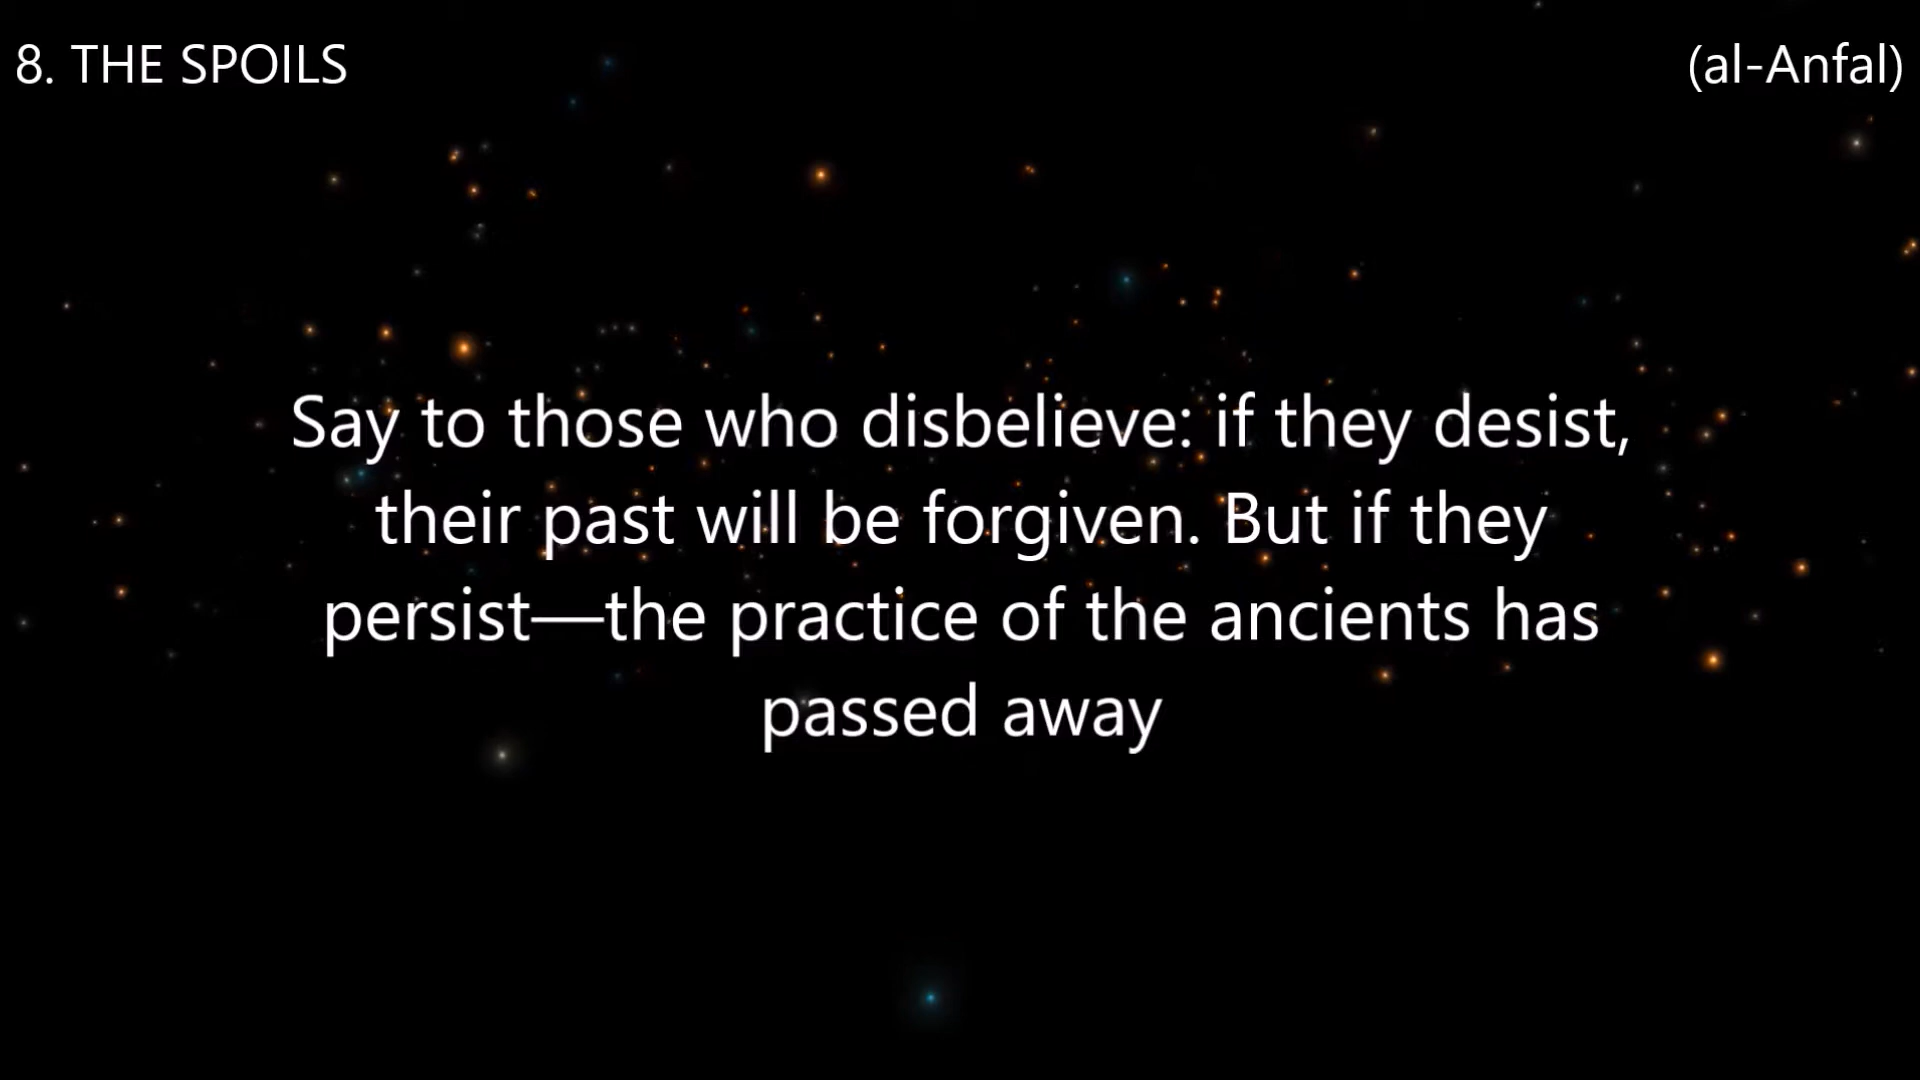 8. THE SPOILS
(al-Anfal)
Say to those who disbelieve: if they desist,
their past will be forgiven. But if they
persist—the practice of the ancients has
passed away